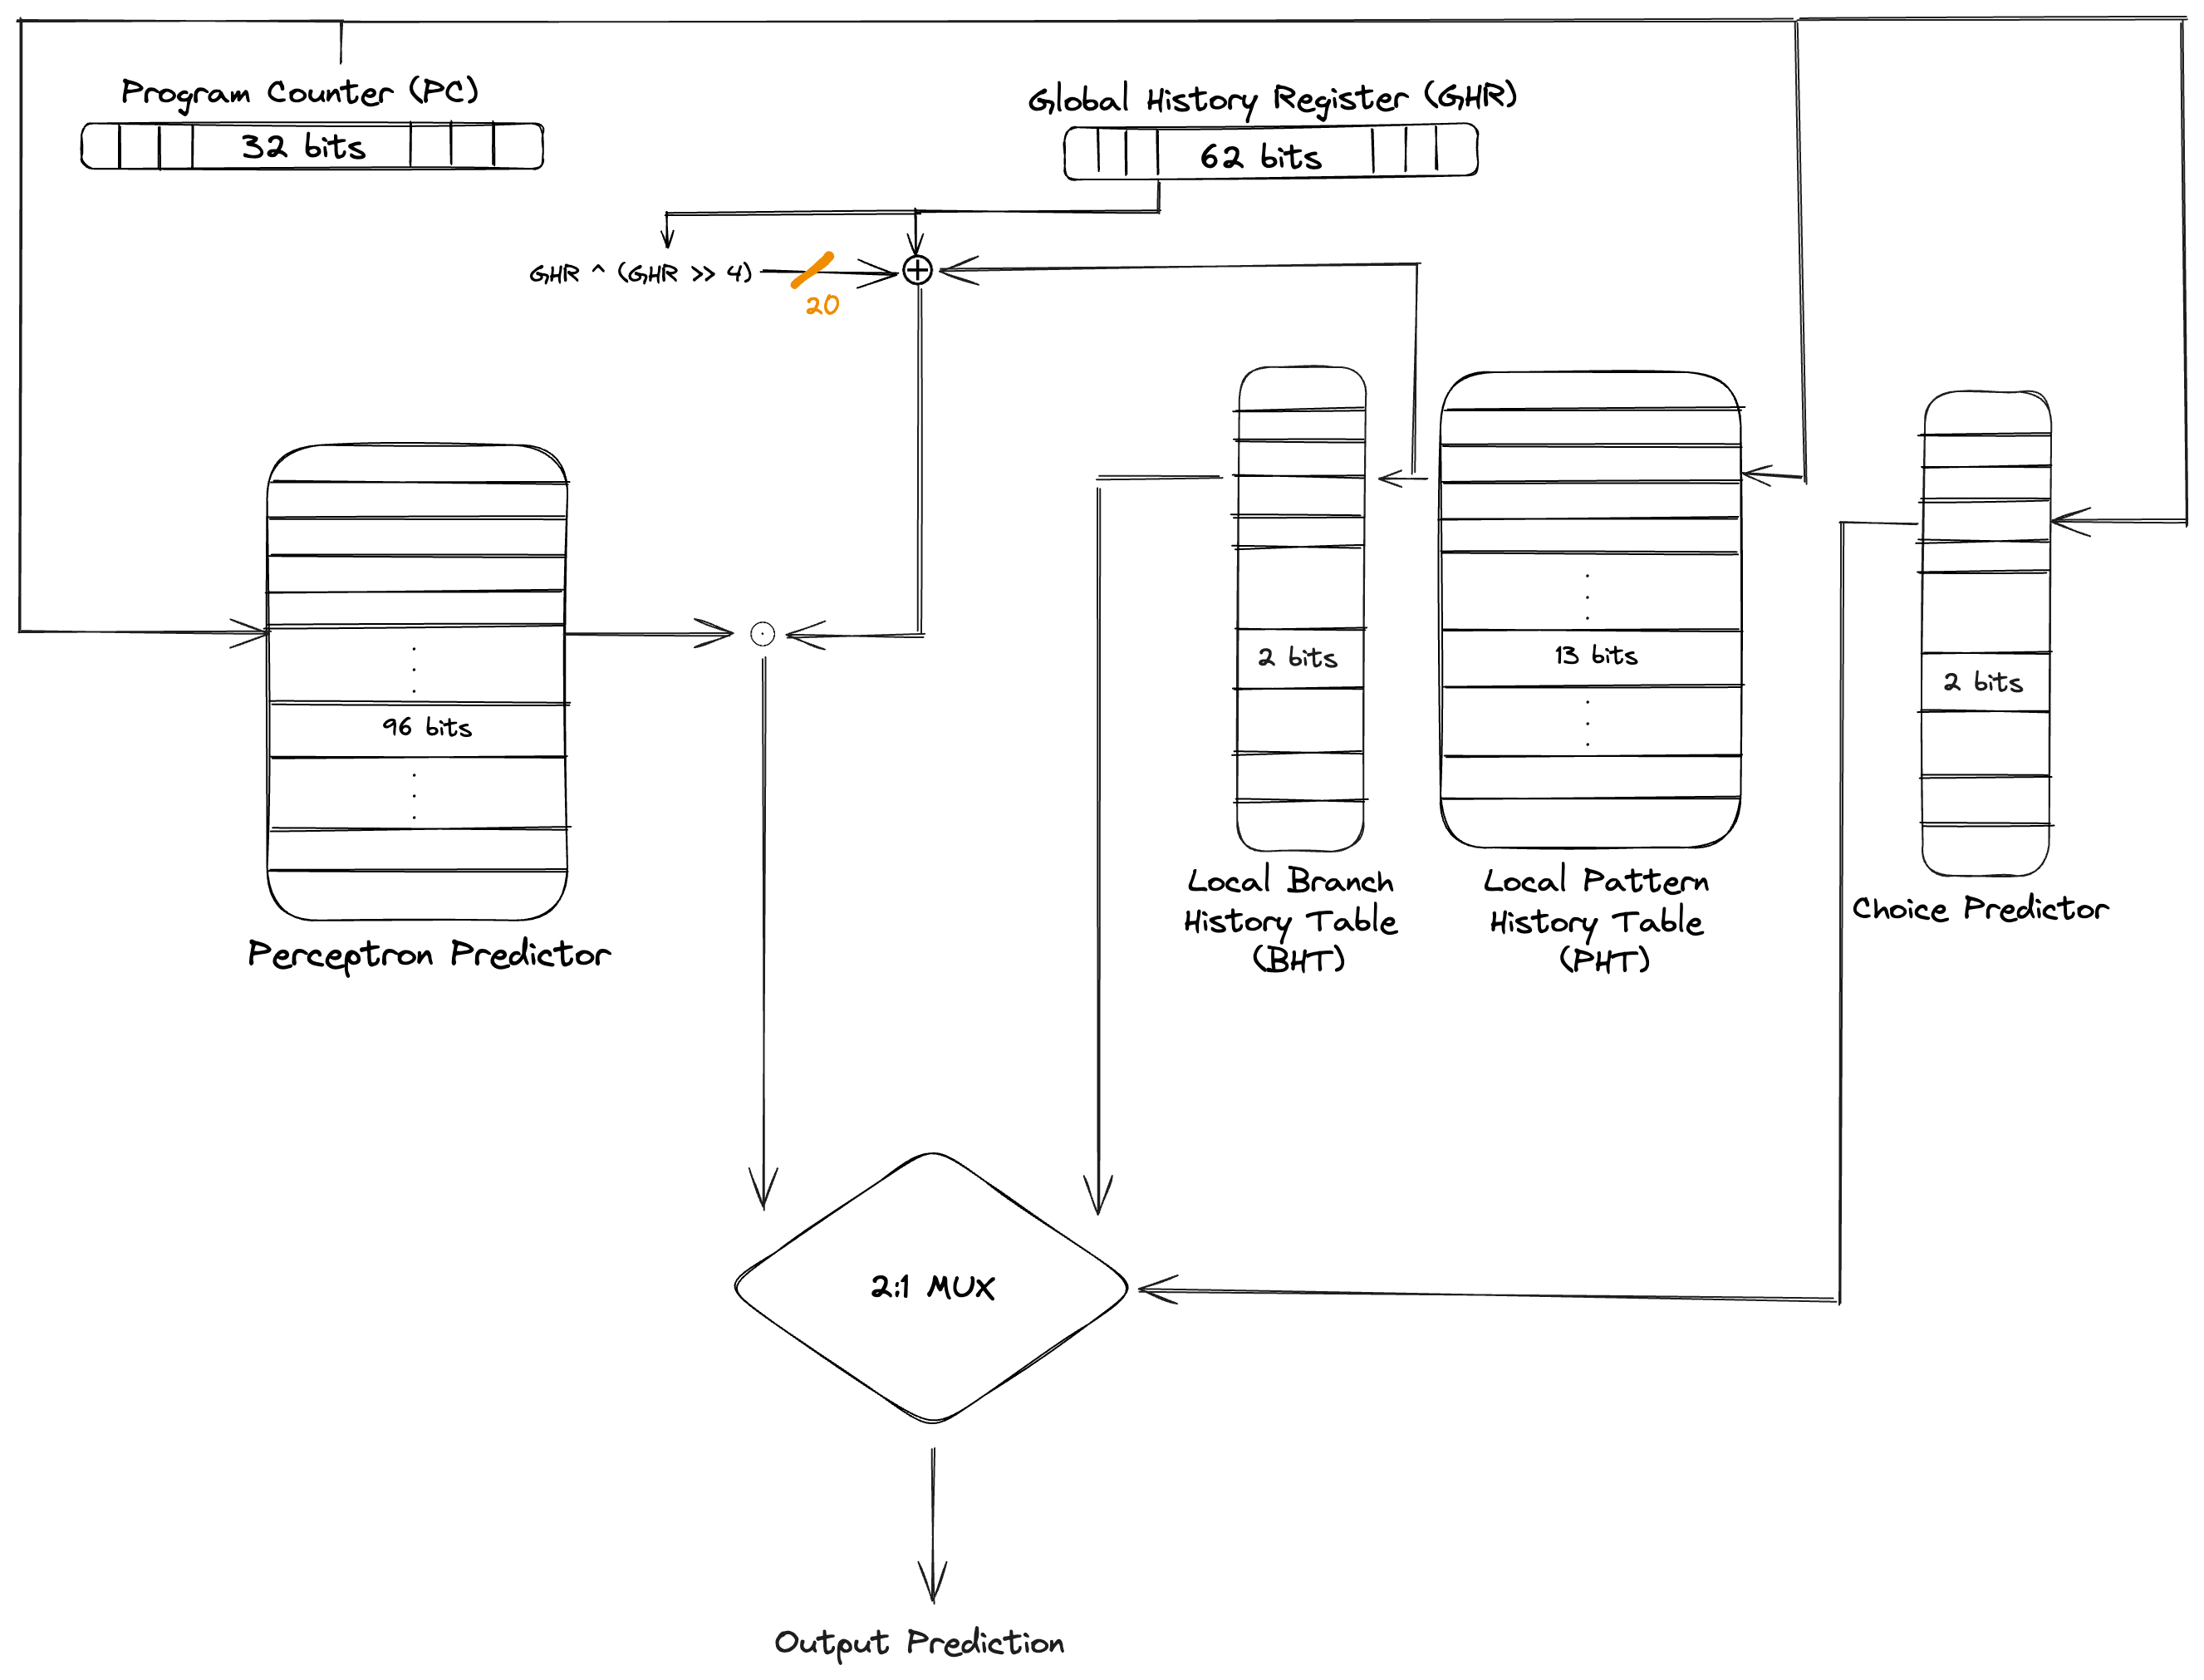 Program Counter (PC)
32 bits
Global History Register (GHR)
62 bits
GHR ^ (GHR >> 4)
20
96 bits
Perceptron Predictor
2 bits
Local Branch
History Table
(BHT)
13 bits
Local Pattern
History Table
(PHT)
2 bits
Choice Predictor
2:1 MUX
Output Prediction